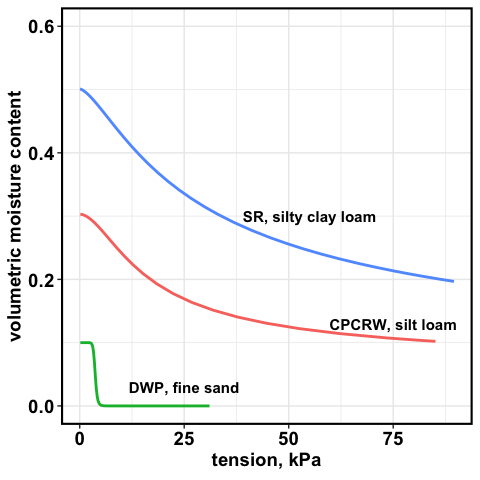 volumetric moisture content
0.6
0.4
0.2
0.0
SR, silty clay loam
CPCRW, silt loam
DWP, fine sand
0 25 50 75
tension, kPa